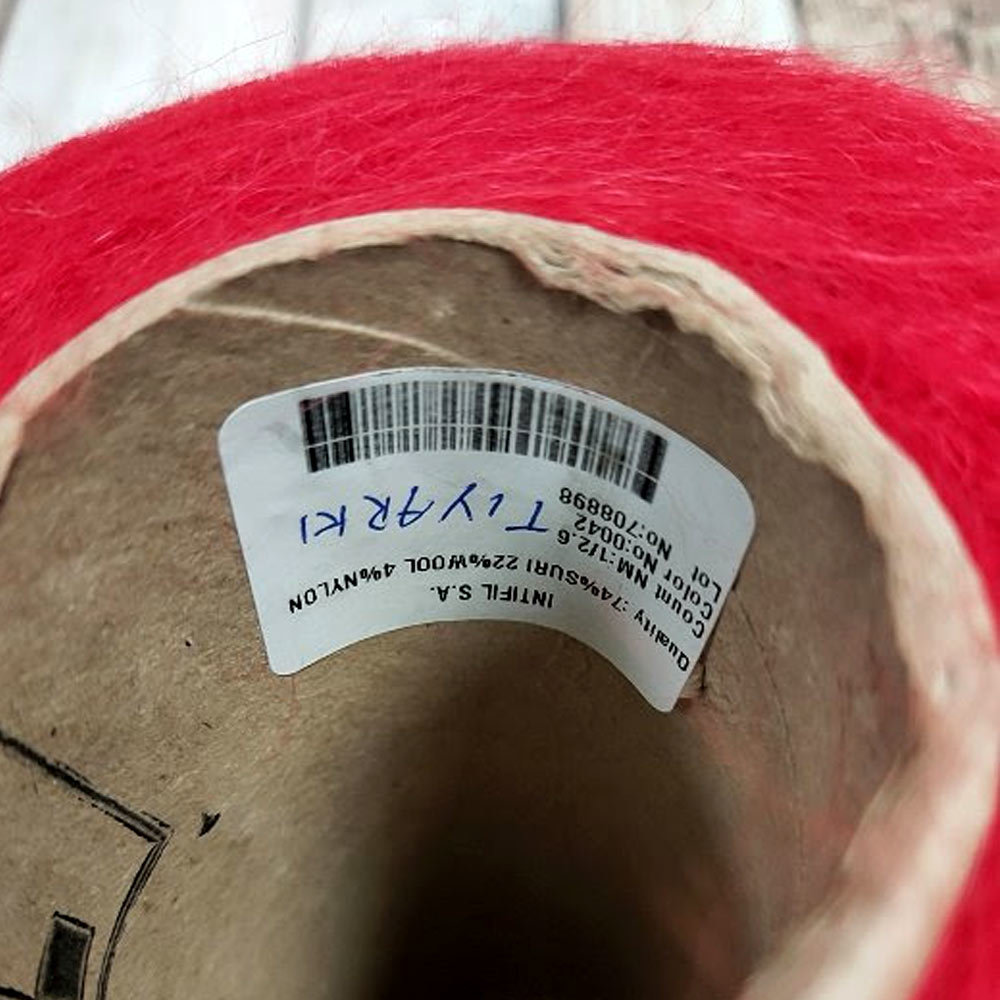 INTIFIL S.A.
Quality :74%SURI 22%WOOL 4%NYLON
Count NM:1/2.6
Color No:0042
Lot No:708898